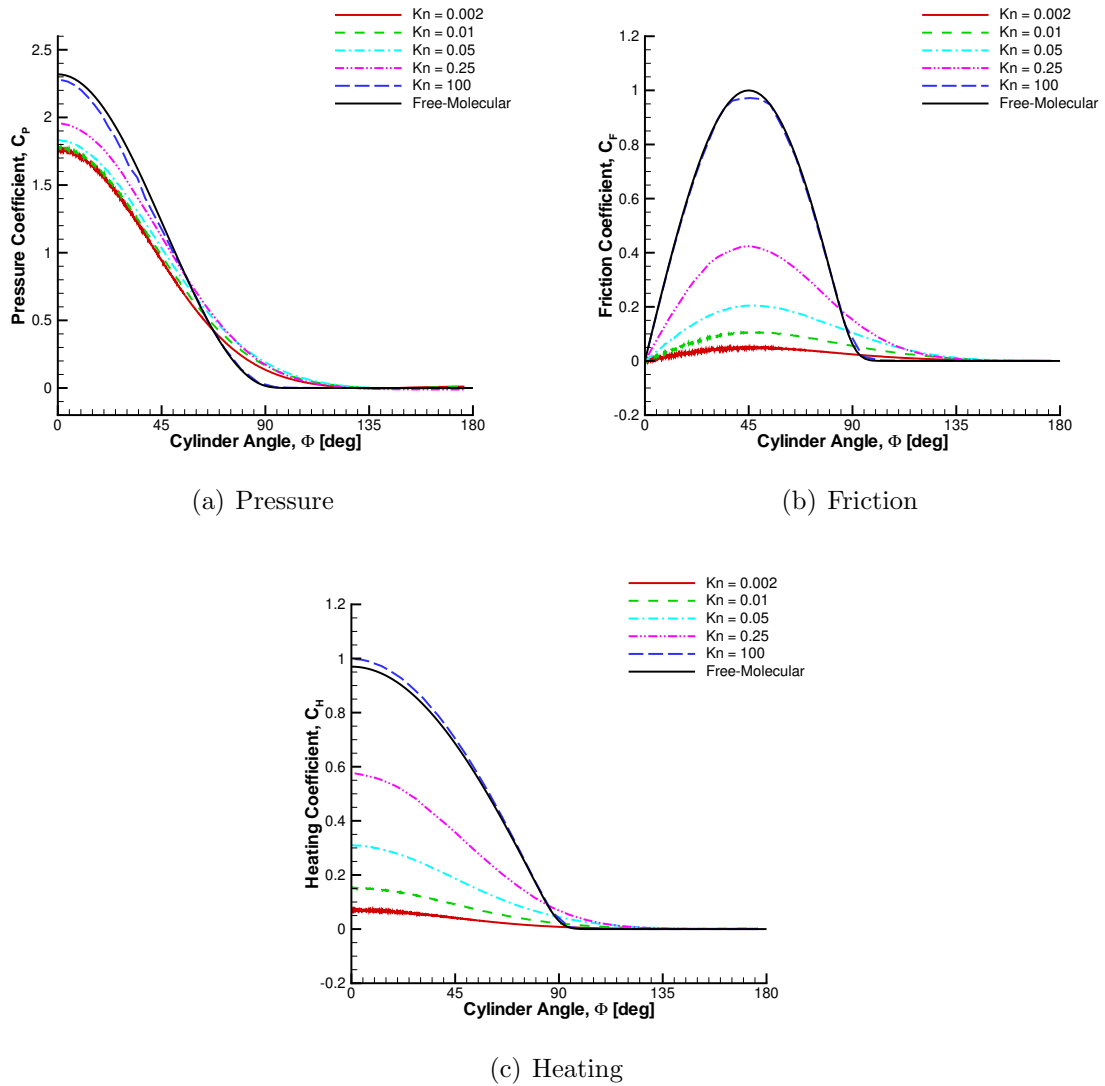 Kn = 0.002
Kn = 0.01
Kn = 0.05
Kn = 0.25
Kn = 100
Free-Molecular
Pressure Coefficient, C_P
2.5
2
1.5
1
0.5
0
0 45 90 135 180
Cylinder Angle, Φ [deg]
(a) Pressure
Kn = 0.002
Kn = 0.01
Kn = 0.05
Kn = 0.25
Kn = 100
Free-Molecular
Friction Coefficient, C_F
1.2
1
0.8
0.6
0.4
0.2
0
-0.2
0 45 90 135 180
Cylinder Angle, Φ [deg]
(b) Friction
Kn = 0.002
Kn = 0.01
Kn = 0.05
Kn = 0.25
Kn = 100
Free-Molecular
Heating Coefficient, C_H
1.2
1
0.8
0.6
0.4
0.2
0
-0.2
0 45 90 135 180
Cylinder Angle, Φ [deg]
(c) Heating